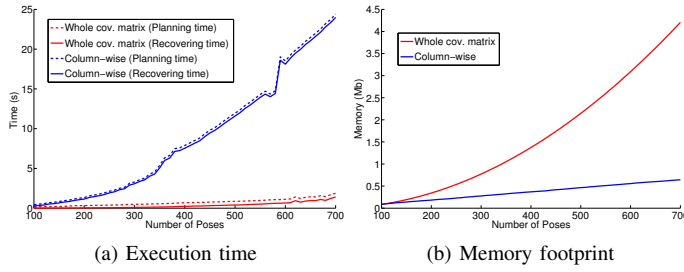 25
20
15
10
5
0
100 200 300 400 500 600 700
Time (s)
Number of Poses
Whole cov. matrix (Planning time)
Whole cov. matrix (Recovering time)
Column−wise (Planning time)
Column−wise (Recovering time)
(a) Execution time
4.5
4
3.5
3
2.5
2
1.5
1
0.5
0
100 200 300 400 500 600 700
Memory (Mb)
Number of Poses
Whole cov. matrix
Column−wise
(b) Memory footprint